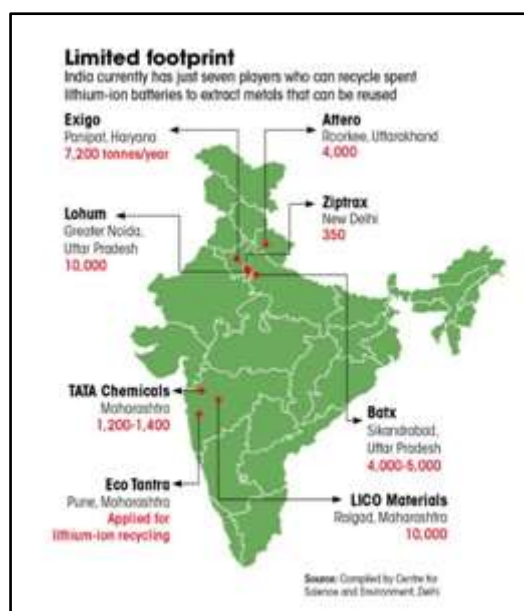 Limited footprint
India currently has just seven players who can recycle spent
lithium-ion batteries to extract metals that can be reused
Exigo
Panipat, Haryana
7,200 tonnes/year
Attero
Roorkee, Uttarakhand
4,000
Ziptrax
New Delhi
350
Lohum
Greater Noida,
Uttar Pradesh
10,000
TATA Chemicals
Maharashtra
1,200-1,400
Batx
Sikandrabad,
Uttar Pradesh
4,000-5,000
Eco Tantra
Pune, Maharashtra
Applied for
lithium-ion recycling
LICO Materials
Raigad, Maharashtra
10,000
Source: Compiled by Centre for
Science and Environment, Delhi